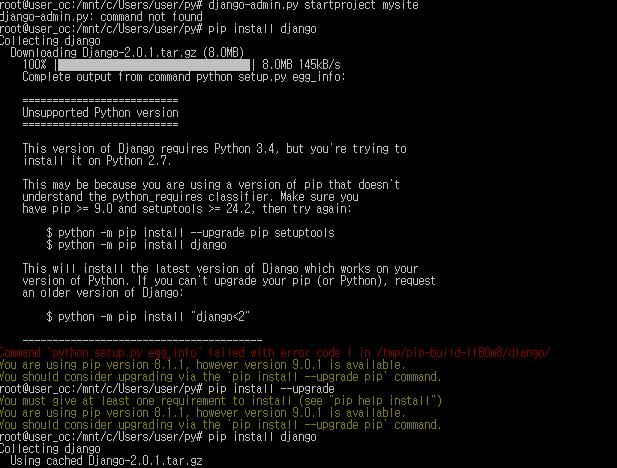 root@user_oc:/mnt/c/Users/user/py# django-admin.py startproject mysite
django-admin.py: command not found
root@user_oc:/mnt/c/Users/user/py# pip install django
Collecting django
Downloading Django-2.0.1.tar.gz (8.0MB)
100% | | 8.0MB 145kB/s
Complete output from command python setup.py egg_info:
==========================
Unsupported Python version
==========================
This version of Django requires Python 3.4, but you're trying to
install it on Python 2.7.
This may be because you are using a version of pip that doesn't
understand the python_requires classifier. Make sure you
have pip >= 9.0 and setuptools >= 24.2, then try again:
$ python -m pip install --upgrade pip setuptools
$ python -m pip install django
This will install the latest version of Django which works on your
version of Python. If you can't upgrade your pip (or Python), request
an older version of Django:
$ python -m pip install "django<2"
----------------------------------------
Command "python setup.py egg_info" failed with error code 1 in
You are using pip version 8.1.1, however version 9.0.1 is available.
You should consider upgrading via the 'pip install --upgrade pip' command.
root@user_oc:/mnt/c/Users/user/py# pip install --upgrade
You must give at least one requirement to install (see "pip help install")
You are using pip version 8.1.1, however version 9.0.1 is available.
You should consider upgrading via the 'pip install --upgrade pip' command.
root@user_oc:/mnt/c/Users/user/py# pip install django
Collecting django
Using cached Django-2.0.1.tar.gz